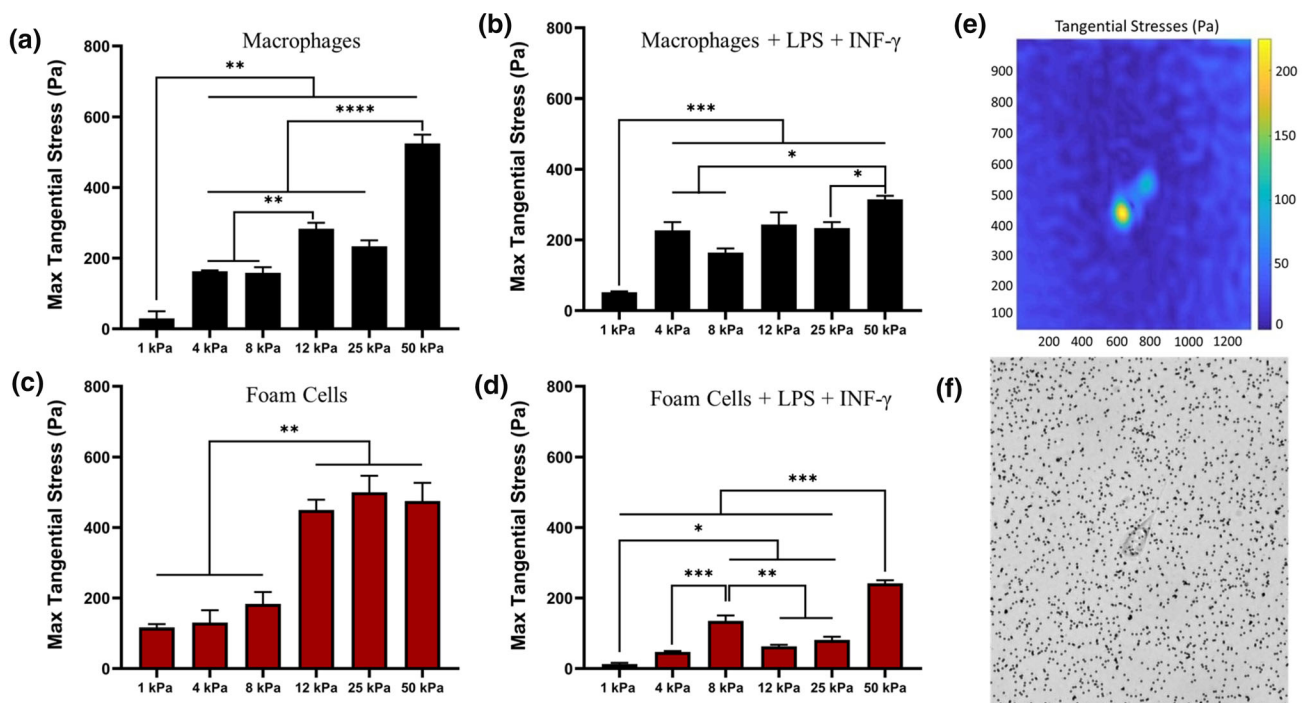 (a)
Macrophages
Max Tangential Stress (Pa)
800
600
400
200
0
**
****
**
1 kPa 4 kPa 8 kPa 12 kPa 25 kPa 50 kPa
(b)
Macrophages + LPS + INF-γ
Max Tangential Stress (Pa)
800
600
400
200
0
***
*
*
1 kPa 4 kPa 8 kPa 12 kPa 25 kPa 50 kPa
(c)
Foam Cells
Max Tangential Stress (Pa)
800
600
400
200
0
**
1 kPa 4 kPa 8 kPa 12 kPa 25 kPa 50 kPa
(d)
Foam Cells + LPS + INF-γ
Max Tangential Stress (Pa)
800
600
400
200
0
***
*
***
**
1 kPa 4 kPa 8 kPa 12 kPa 25 kPa 50 kPa
(e)
Tangential Stresses (Pa)
900
800
700
600
500
400
300
200
100
200 400 600 800 1000 1200
200
150
100
50
0
(f)